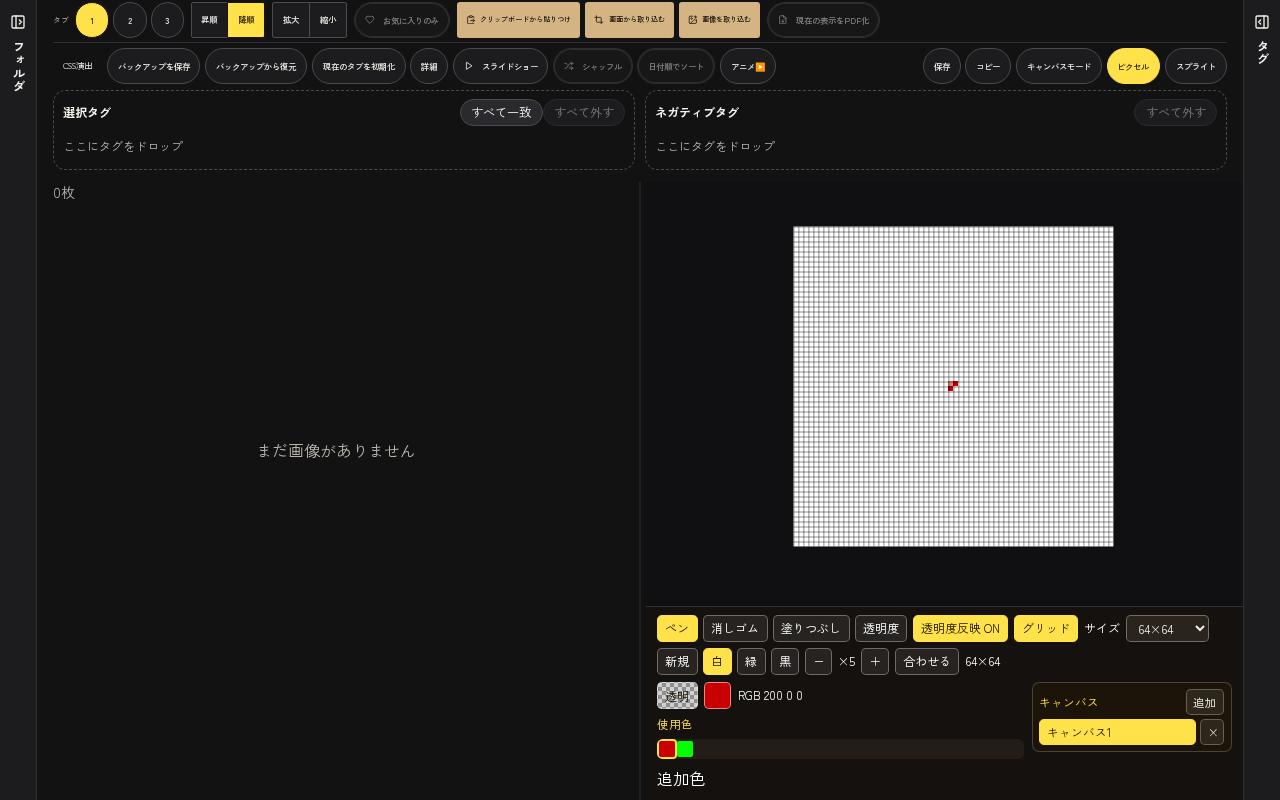 フォルダ
タブ 1 2 3 昇順 降順 拡大 縮小 お気に入りのみ クリップボードから貼りつけ 画面から取り込む 画像を取り込む 現在の表示をPDF化
CSS演出 バックアップを保存 バックアップから復元 現在のタブを初期化 詳細 スライドショー シャッフル 日付順でソート アニメ▶️ 保存 コピー キャンバスモード ピクセル スプライト
選択タグ すべて一致 すべて外す
ここにタグをドロップ
ネガティブタグ すべて外す
ここにタグをドロップ
0枚
まだ画像がありません
ペン 消しゴム 塗りつぶし 透明度 透明度反映 ON グリッド サイズ 64×64
新規 白 緑 黒 − ×5 ＋ 合わせる 64×64
透明 RGB 200 0 0
使用色
追加色
キャンバス 追加
キャンバス1 ×
タグ